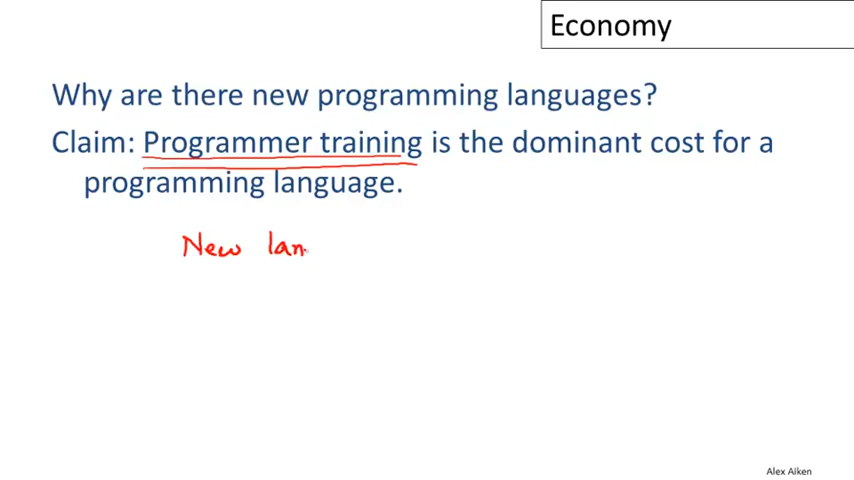 Economy
Why are there new programming languages?
Claim: Programmer training is the dominant cost for a
programming language.
New lan
Alex Aiken